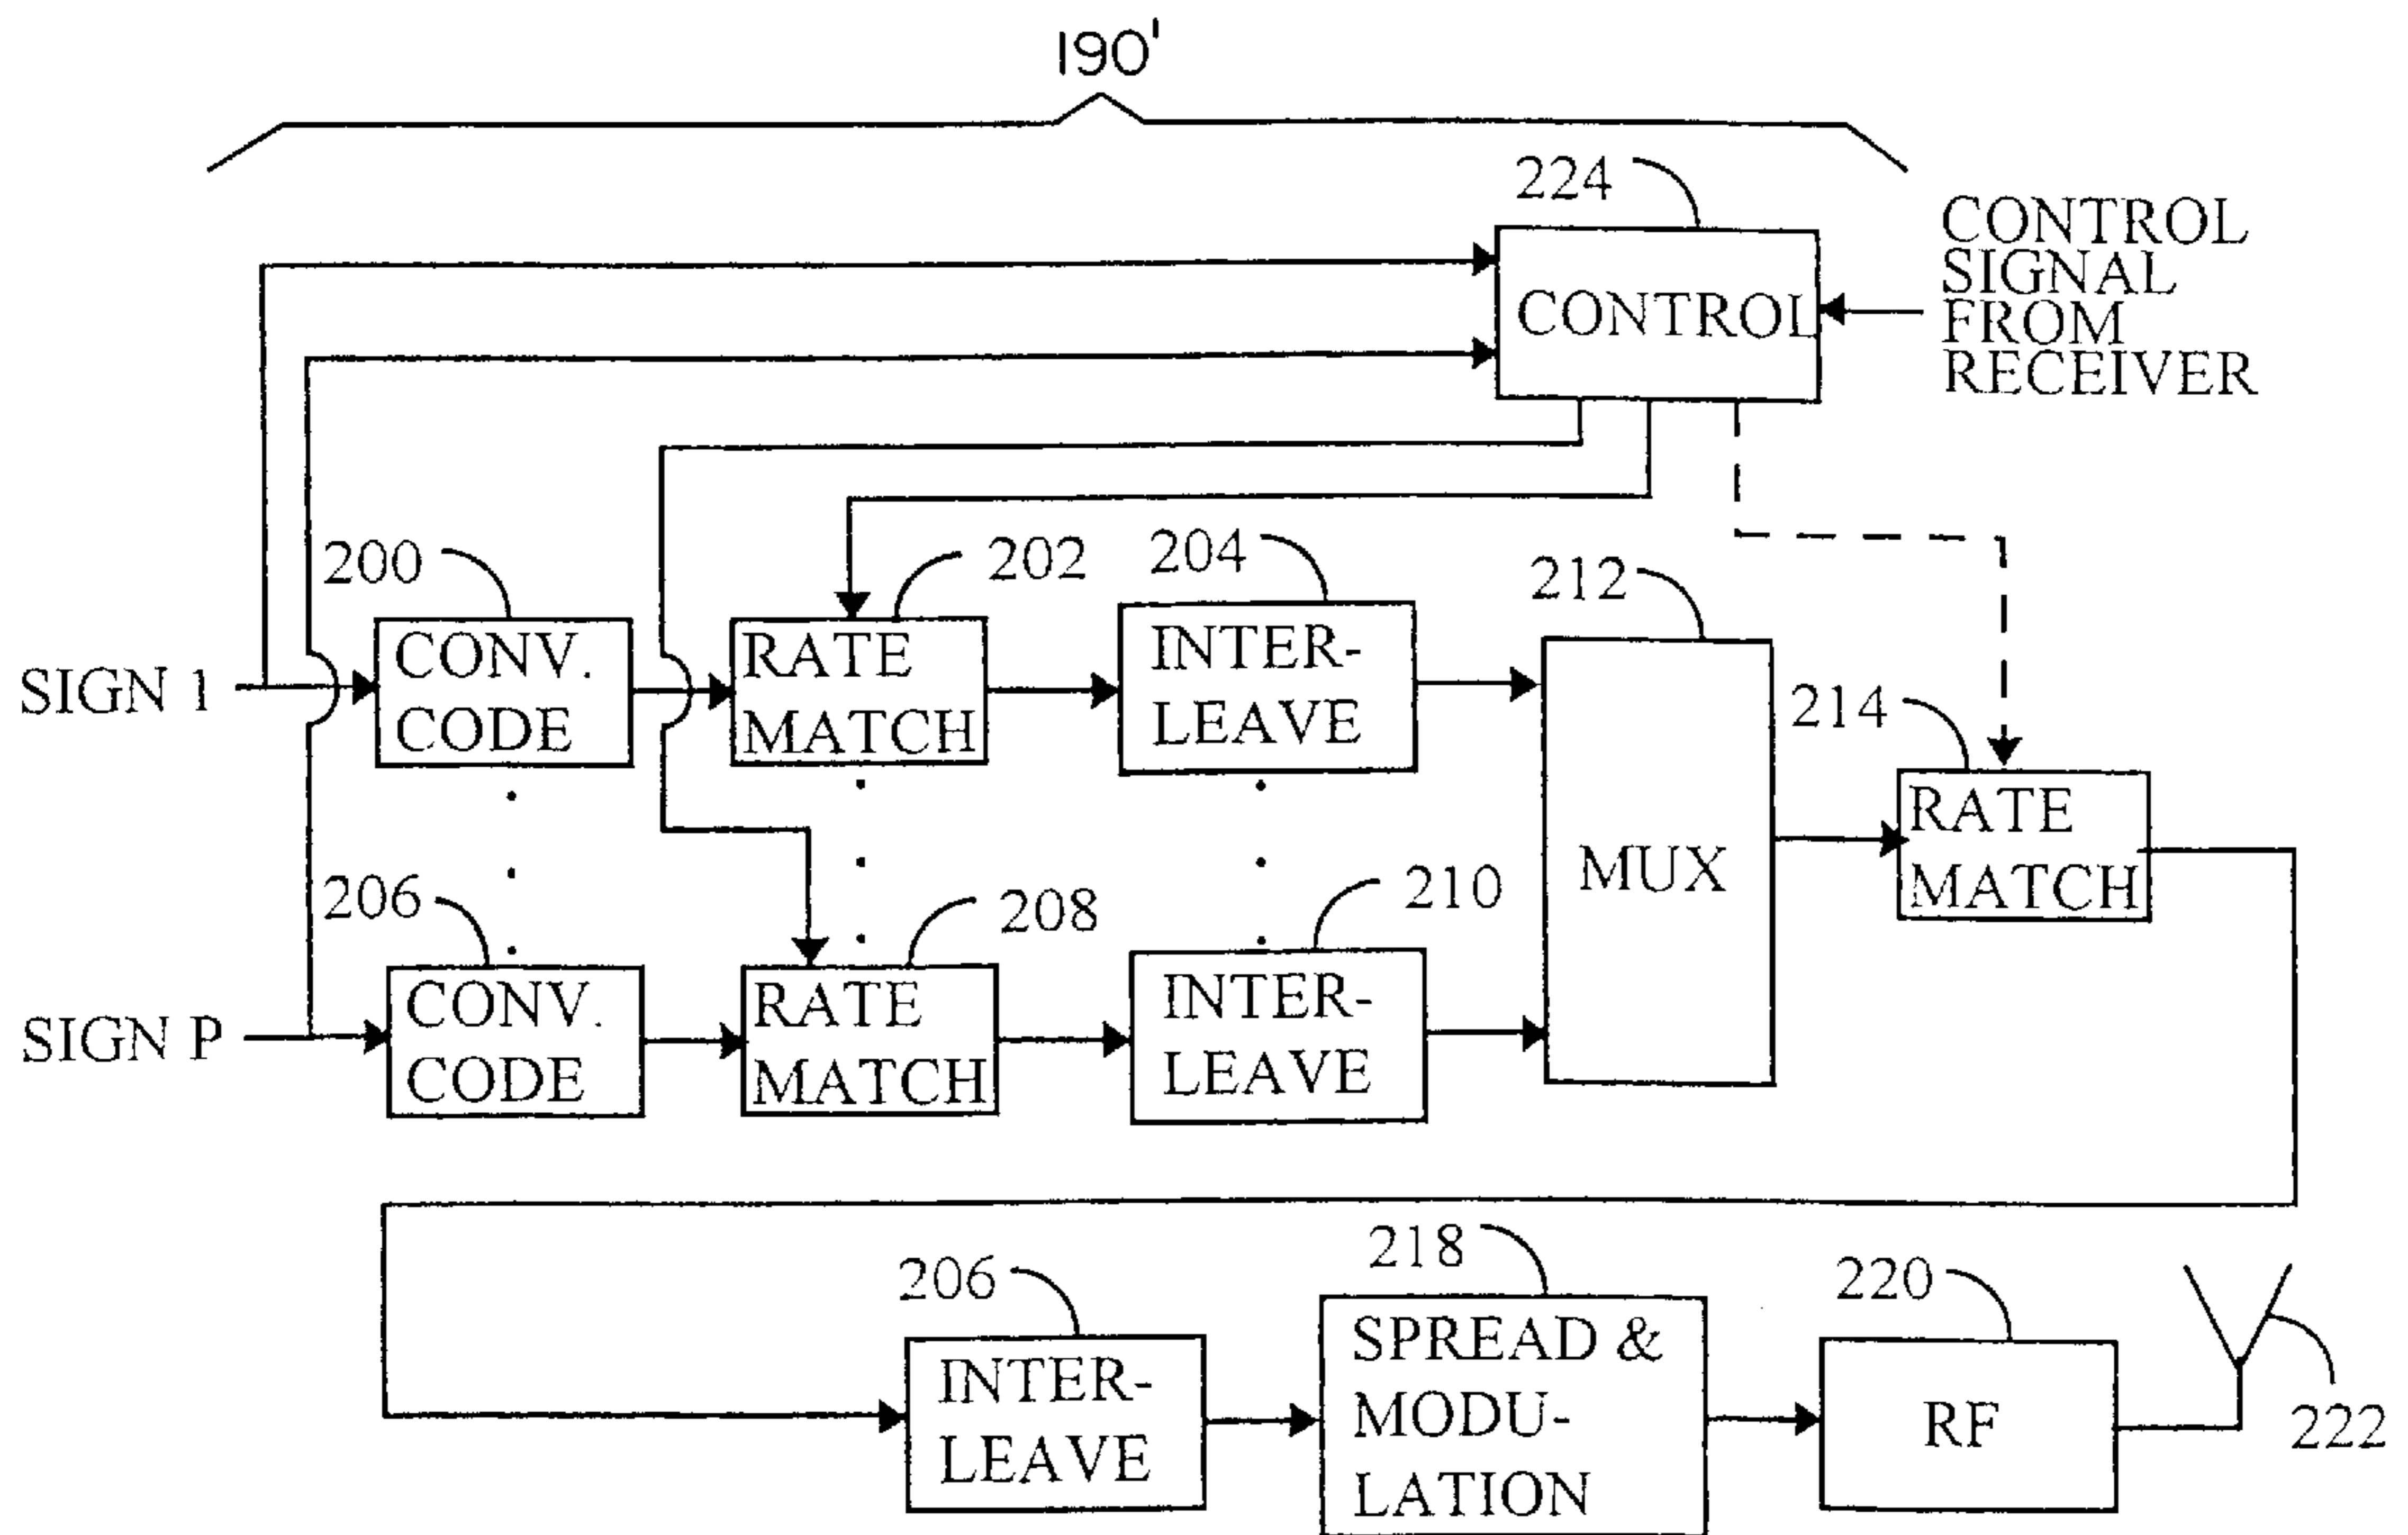 190'
224
CONTROL
SIGNAL
FROM
RECEIVER
CONTROL
200
202
204
212
SIGN 1
CONV.
CODE
RATE
MATCH
INTER-
LEAVE
214
MUX
RATE
MATCH
206
208
210
SIGN P
CONV.
CODE
RATE
MATCH
INTER-
LEAVE
206
218
220
222
INTER-
LEAVE
SPREAD &
MODU-
LATION
RF